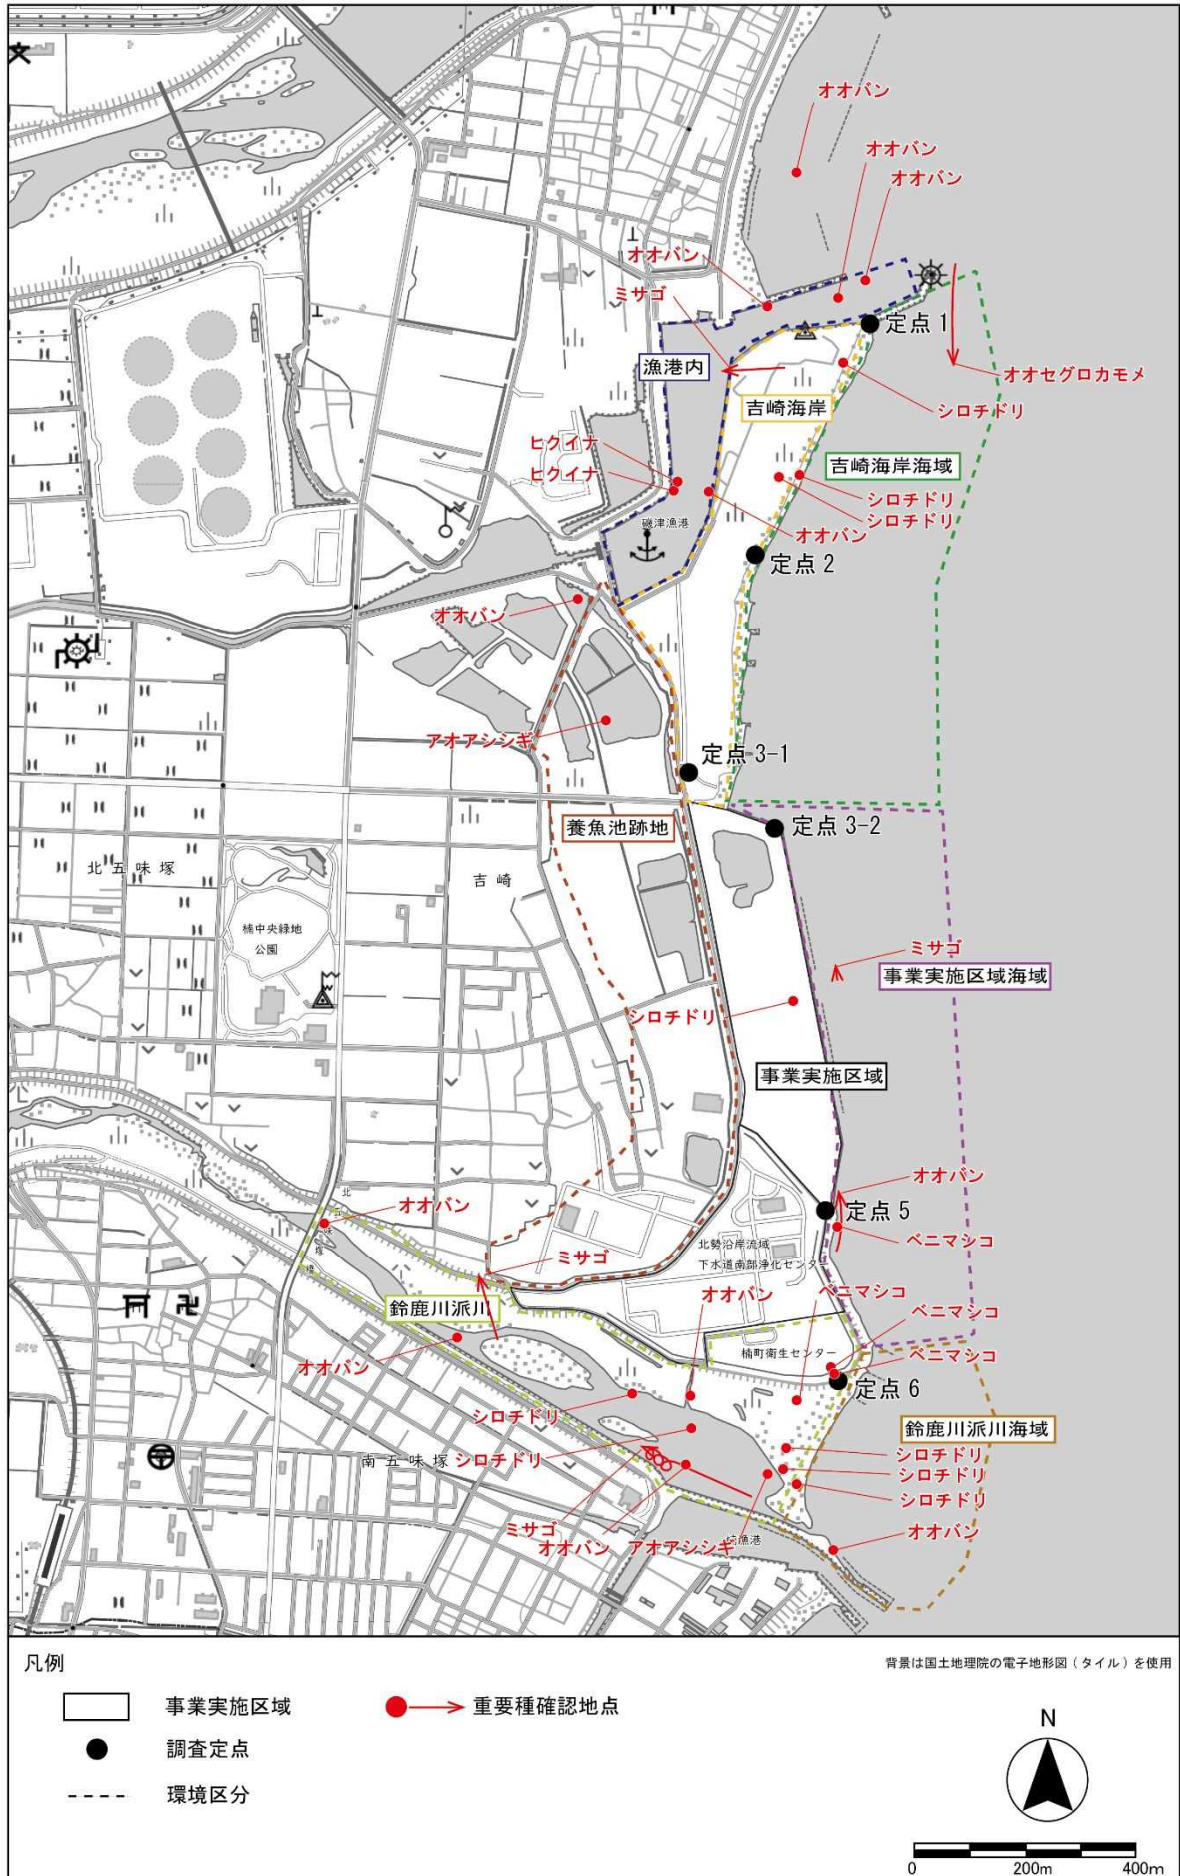 オオバン
オオバン
オオバン
オオバン
ミサゴ
定点 1
漁港内
オオセグロカモメ
吉崎海岸
シロチドリ
ヒクイナ
吉崎海岸海域
ヒクイナ
シロチドリ
シロチドリ
磯津漁港
オオバン
定点 2
オオバン
アオアシシギ
定点 3-1
養魚池跡地
定点 3-2
北五味塚
吉崎
楠中央緑地
公園
ミサゴ
事業実施区域海域
シロチドリ
事業実施区域
オオバン
北五味塚橋
オオバン
定点 5
ベニマシコ
北勢沿岸流域
下水道南部浄化センター
ミサゴ
オオバン
ベニマシコ
鈴鹿川派川
ベニマシコ
楠町衛生センター
ベニマシコ
オオバン
定点 6
シロチドリ
鈴鹿川派川海域
南五味塚
シロチドリ
シロチドリ
シロチドリ
シロチドリ
ミサゴ
オオバン
アオアシシギ
漁港
オオバン
凡例
背景は国土地理院の電子地形図（タイル）を使用
事業実施区域
重要種確認地点
調査定点
環境区分
N
0 200m 400m